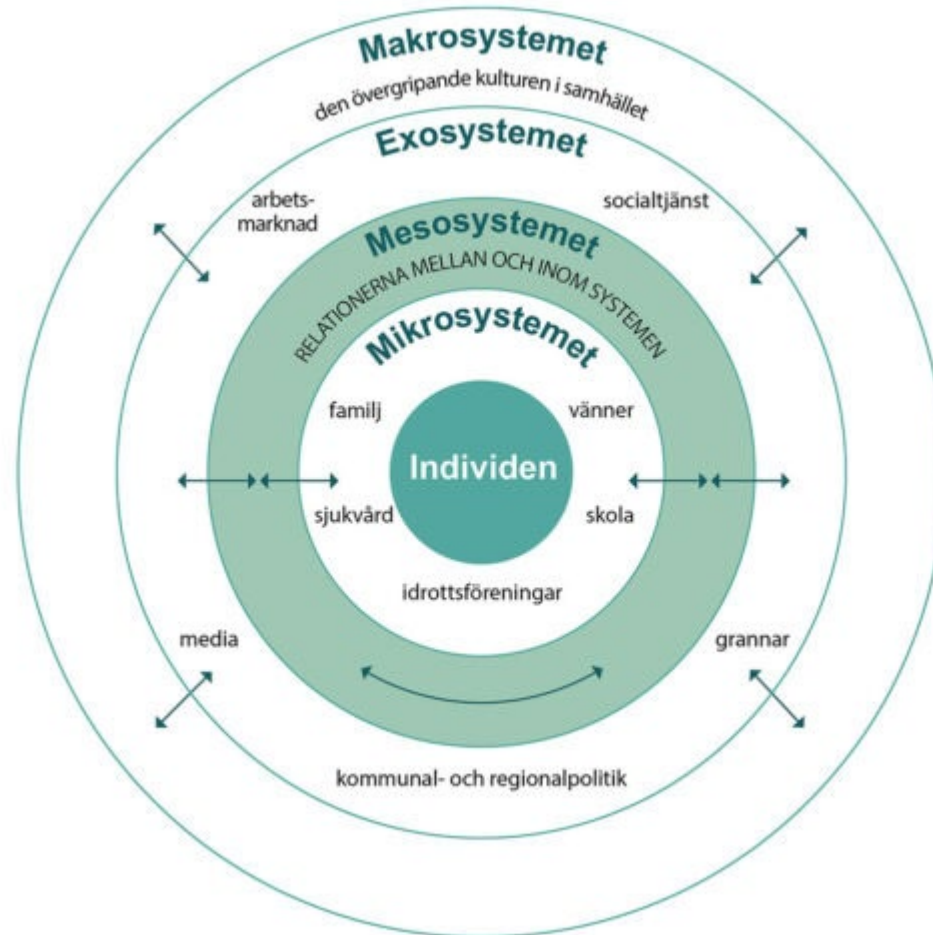 Makrosystemet
den övergripande kulturen i samhället
Exosystemet
arbets-
marknad
socialtjänst
Mesosystemet
RELATIONERNA MELLAN OCH INOM SYSTEMEN
Mikrosystemet
familj
vänner
Individen
sjukvård
skola
idrottsföreningar
media
grannar
kommunal- och regionalpolitik